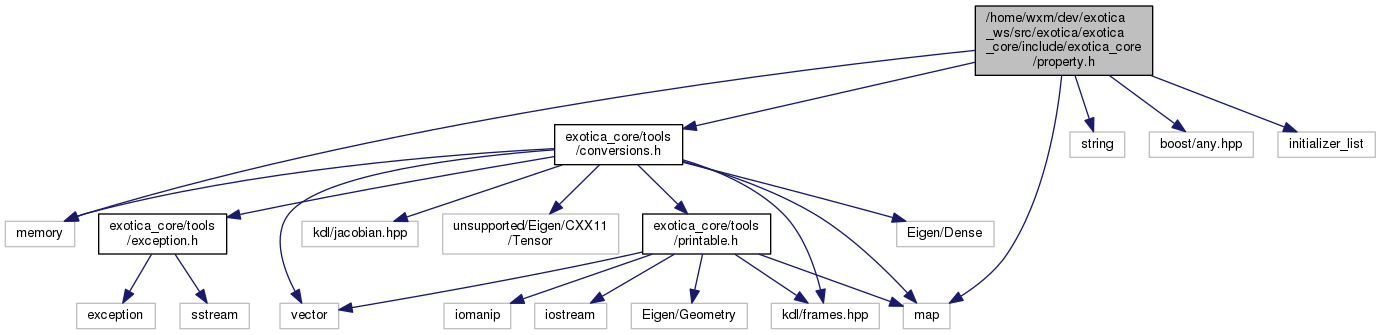 /home/wxm/dev/exotica
_ws/src/exotica/exotica
_core/include/exotica_core
/property.h
exotica_core/tools
/conversions.h
string
boost/any.hpp
initializer_list
memory
exotica_core/tools
/exception.h
kdl/jacobian.hpp
unsupported/Eigen/CXX11
/Tensor
exotica_core/tools
/printable.h
Eigen/Dense
exception
sstream
vector
iomanip
iostream
Eigen/Geometry
kdl/frames.hpp
map